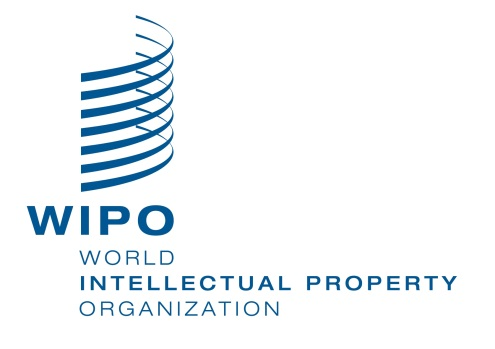 WIPO
WORLD
INTELLECTUAL PROPERTY
ORGANIZATION